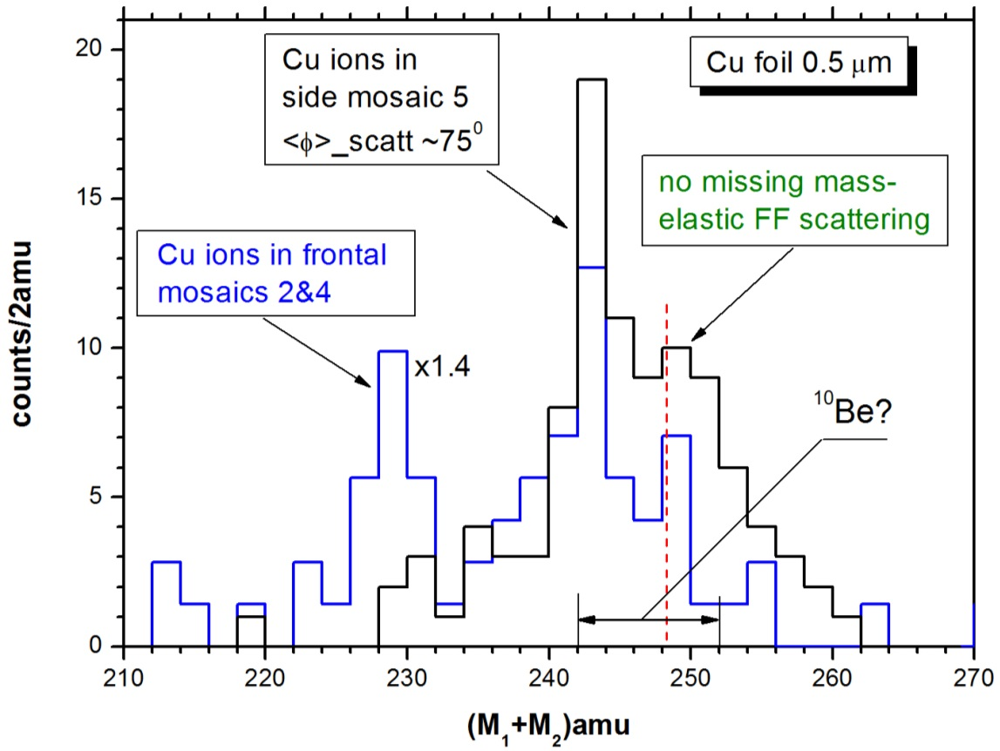 Cu ions in
side mosaic 5
<ϕ>_scatt ~75⁰
Cu foil 0.5 μm
no missing mass-
elastic FF scattering
Cu ions in frontal
mosaics 2&4
x1.4
¹⁰Be?
counts/2amu
20
15
10
5
0
210
220
230
240
250
260
270
(M₁+M₂)amu